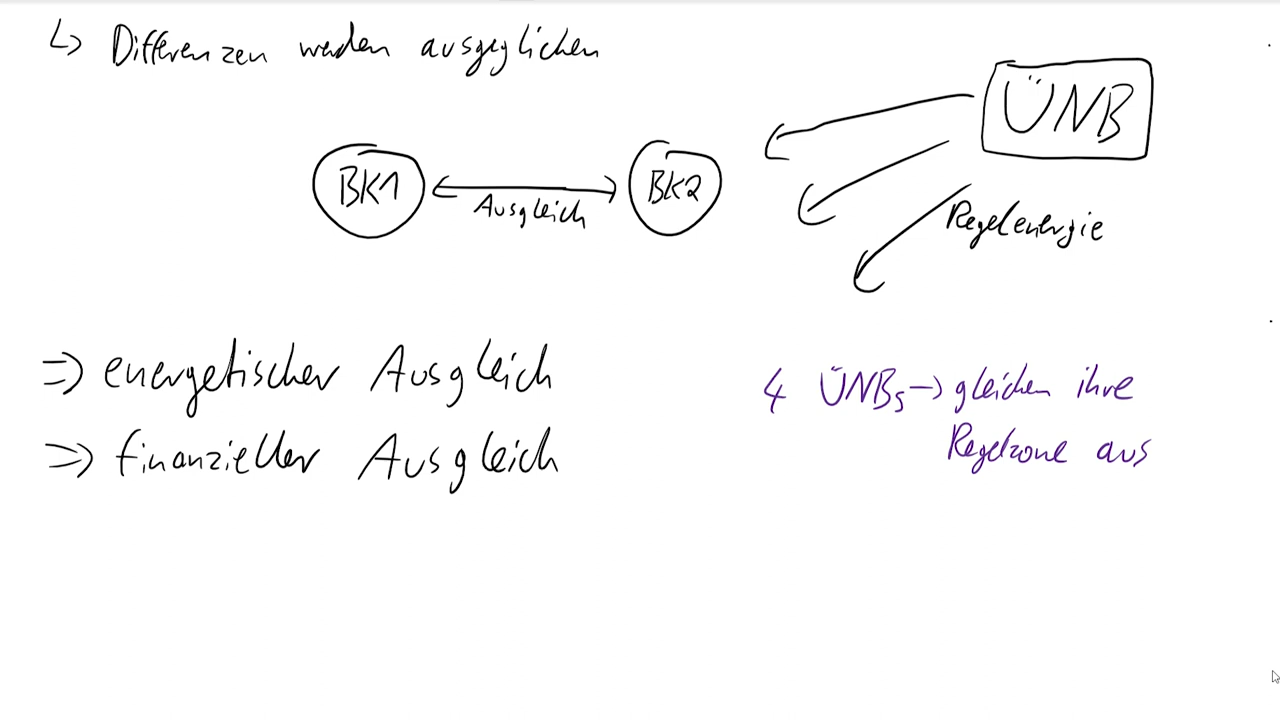 ↳ Differenzen werden ausgeglichen
ÜNB
BK1
Ausgleich
BK2
Regelenergie
⇒ energetischer Ausgleich
⇒ finanzieller Ausgleich
4 ÜNBs → gleichen ihre
Regelzone aus